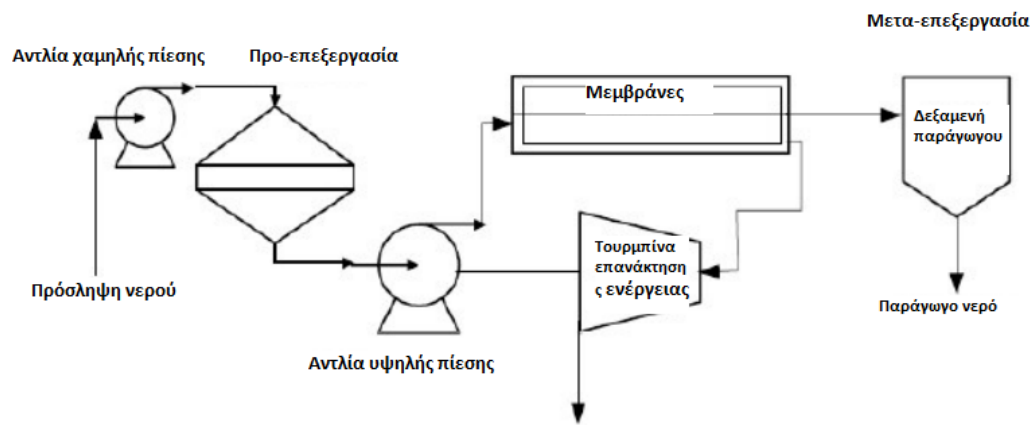 Μετα-επεξεργασία
Αντλία χαμηλής πίεσης
Προ-επεξεργασία
Μεμβράνες
Δεξαμενή
παράγωγου
Τουρμπίνα
επανάκτηση
ς ενέργειας
Πρόσληψη νερού
Παράγωγο νερό
Αντλία υψηλής πίεσης